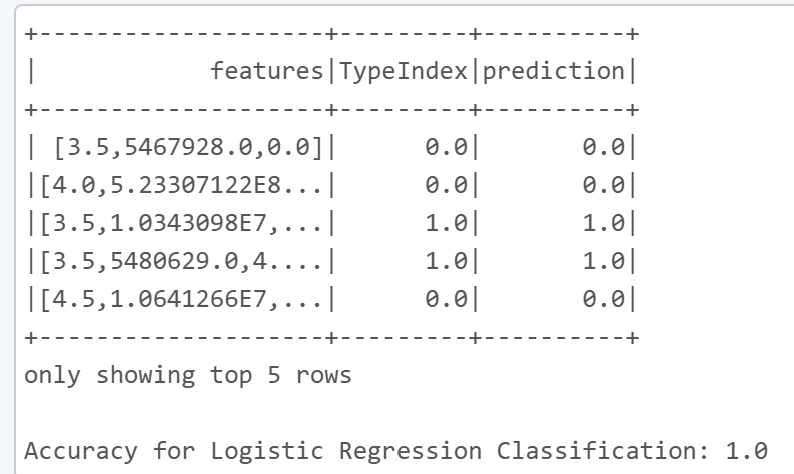 +--------------------+---------+----------+
|            features|TypeIndex|prediction|
+--------------------+---------+----------+
| [3.5,5467928.0,0.0]|      0.0|       0.0|
|[4.0,5.23307122E8...|      0.0|       0.0|
|[3.5,1.0343098E7,...|      1.0|       1.0|
|[3.5,5480629.0,4....|      1.0|       1.0|
|[4.5,1.0641266E7,...|      0.0|       0.0|
+--------------------+---------+----------+
only showing top 5 rows
Accuracy for Logistic Regression Classification: 1.0